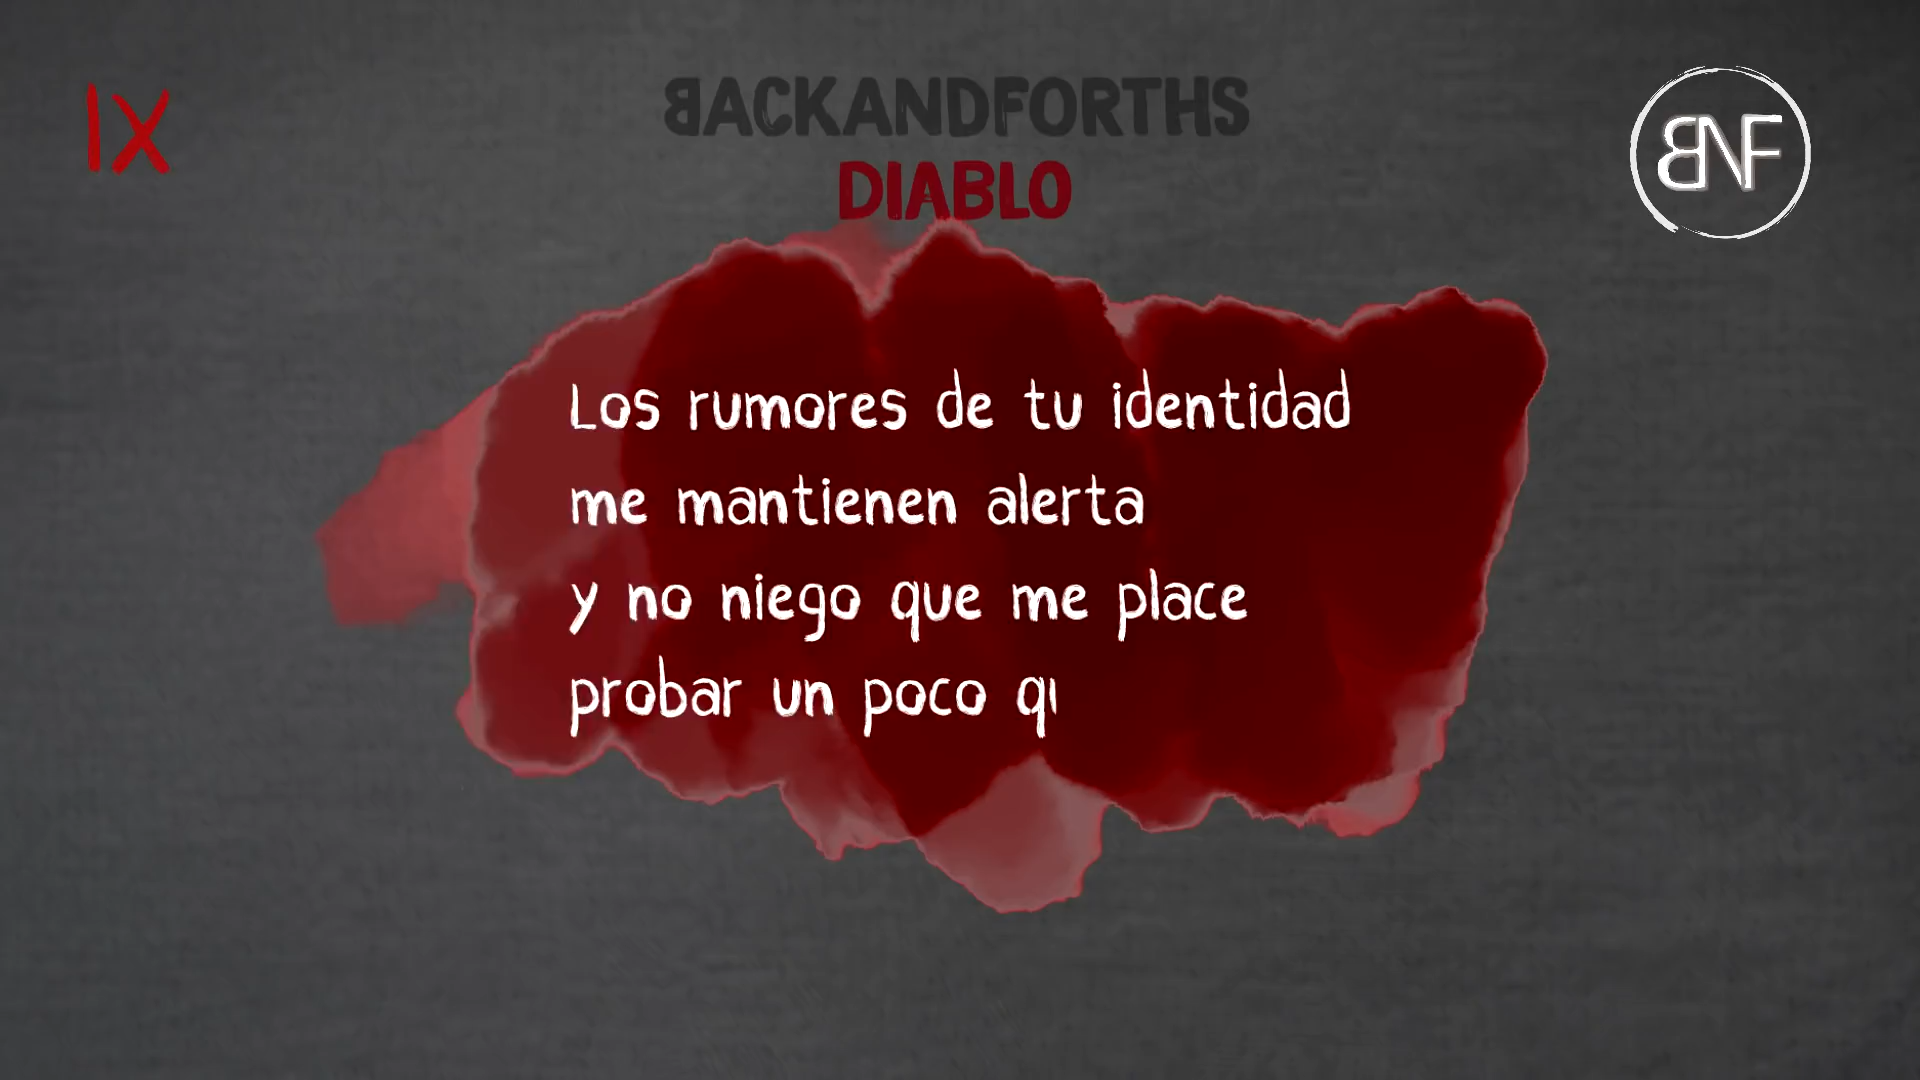 IX
BACKANDFORTHS
DIABLO
BNF
Los rumores de tu identidad
me mantienen alerta
y no niego que me place
probar un poco